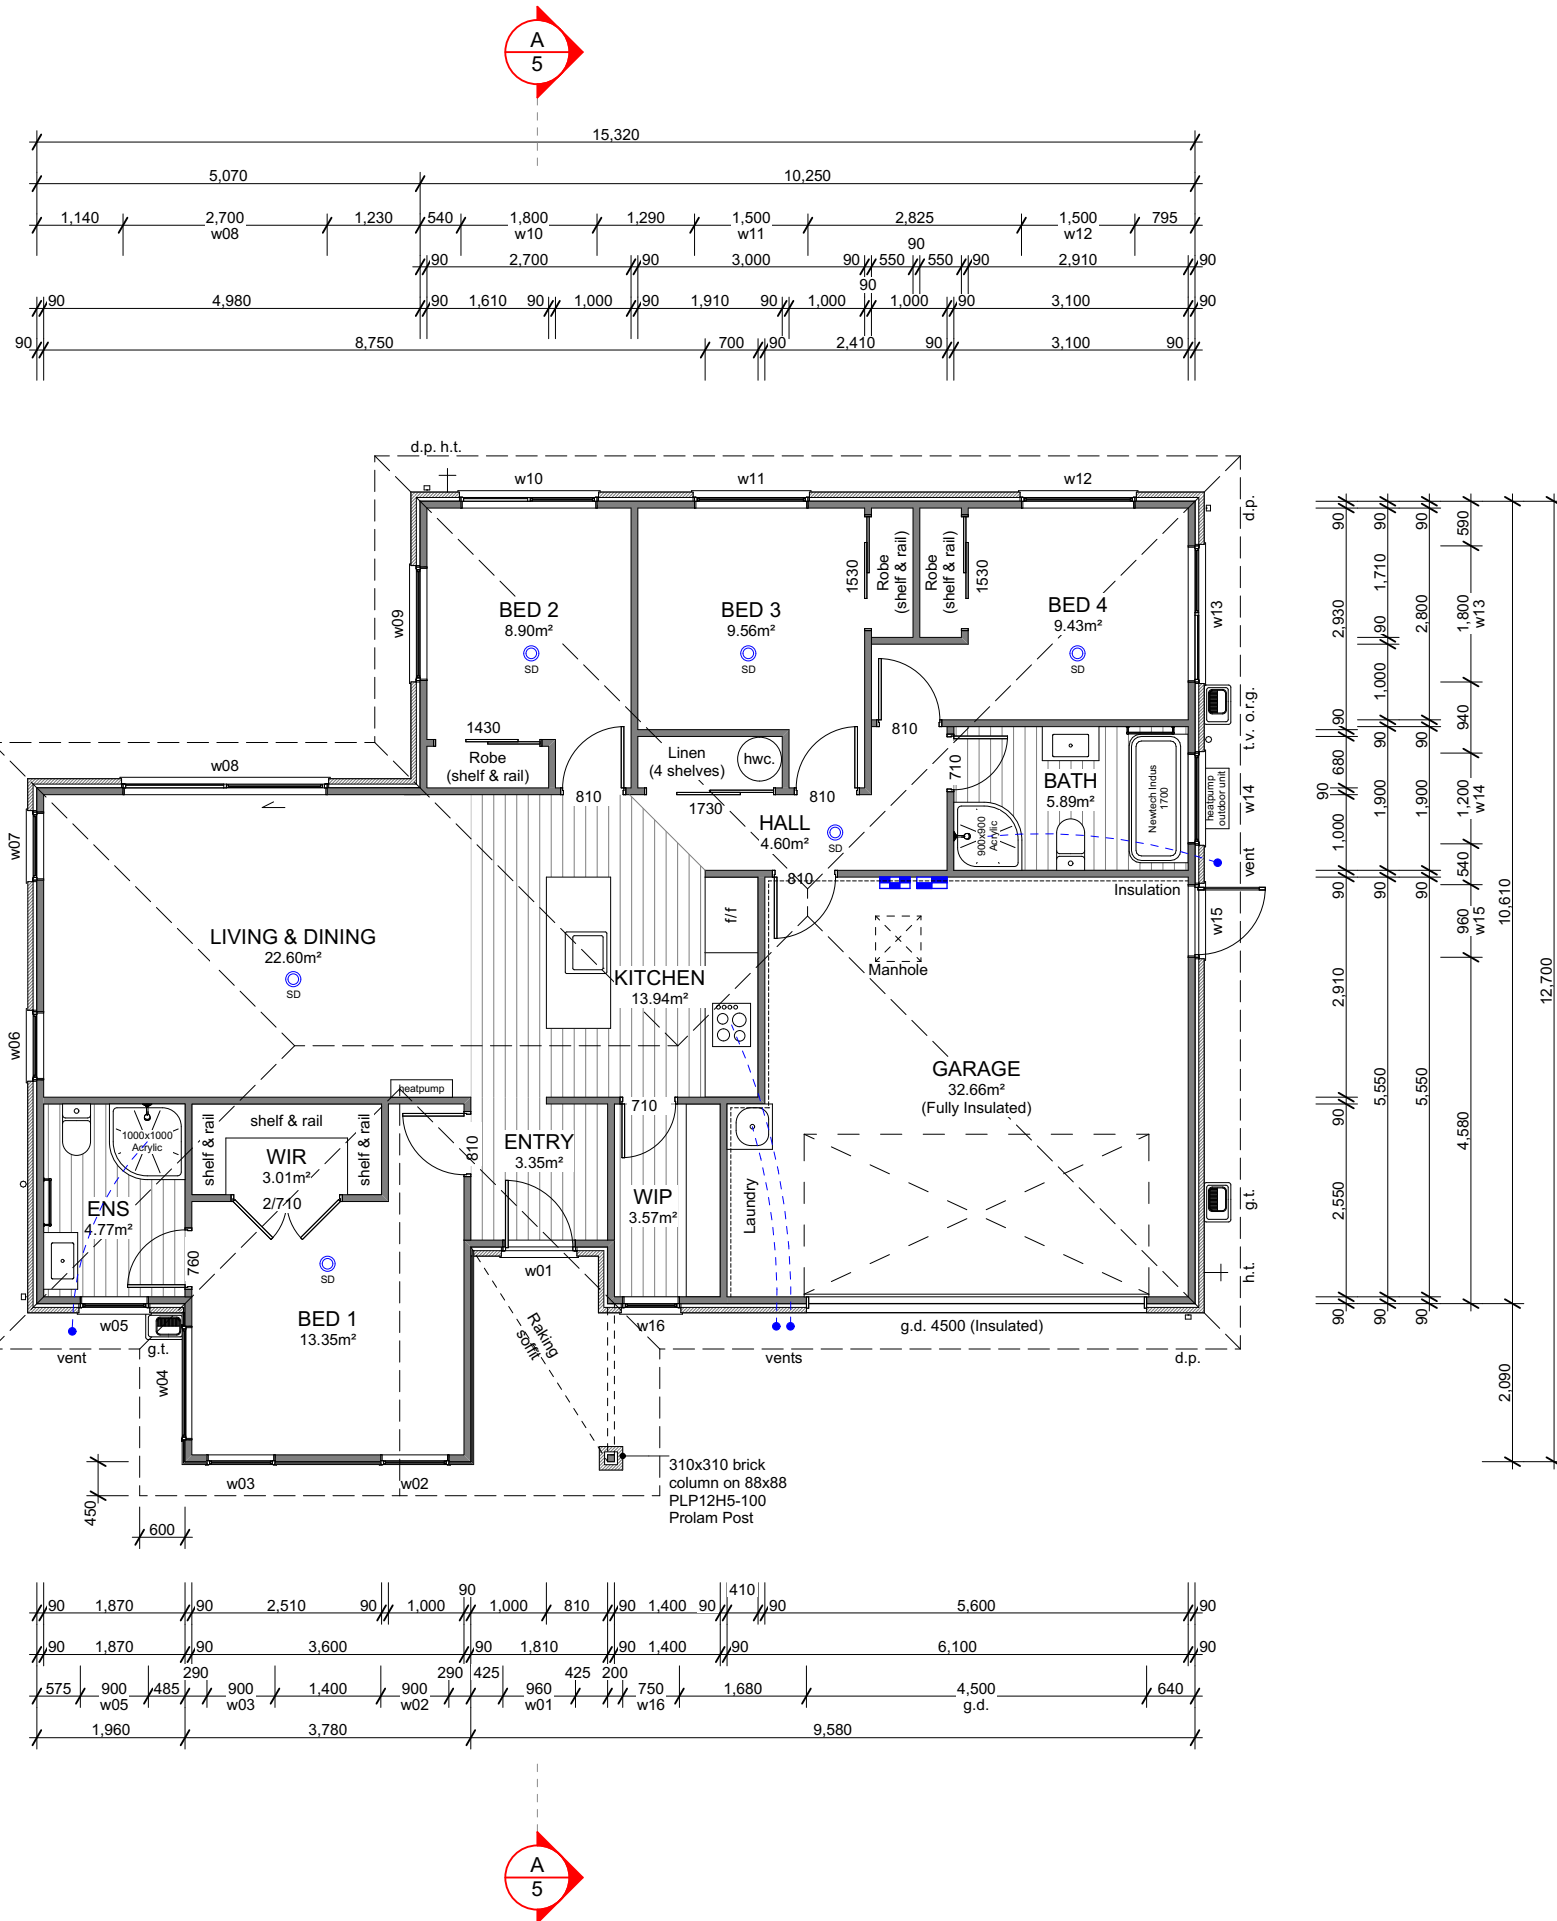 A
5
15,320
5,070
10,250
1,140
2,700
1,230
540
1,800
1,290
1,500
2,825
1,500
795
w08
w10
w11
w12
90
90
2,700
90
3,000
90
550
550
90
2,910
90
90
90
4,980
90
1,610
90
1,000
90
1,910
90
1,000
1,000
90
3,100
90
90
8,750
700
90
2,410
90
3,100
90
d.p. h.t.
w10
w11
w12
d.p.
w09
BED 2
8.90m²
SD
BED 3
9.56m²
SD
1530
Robe
(shelf & rail)
Robe
(shelf & rail)
1530
BED 4
9.43m²
SD
w13
t.v. o.r.g.
1430
Robe
(shelf & rail)
Linen
(4 shelves)
hwc.
810
1730
810
810
710
BATH
5.89m²
Newtech Indus
1700
heatpump
outdoor unit
w14
w08
w07
HALL
4.60m²
SD
900x900
Acrylic
vent
810
Insulation
w15
f/f
Manhole
LIVING & DINING
22.60m²
SD
KITCHEN
13.94m²
w06
GARAGE
32.66m²
(Fully Insulated)
heatpump
710
shelf & rail
shelf & rail
shelf & rail
1000x1000
Acrylic
WIR
3.01m²
2/710
810
ENTRY
3.35m²
WIP
3.57m²
Laundry
g.t.
ENS
4.77m²
760
SD
w01
h.t.
BED 1
13.35m²
w05
vent
g.t.
w04
Raking
soffit
w16
g.d. 4500 (Insulated)
vents
d.p.
w03
w02
310x310 brick
column on 88x88
PLP12H5-100
Prolam Post
450
600
90
2,930
90
680
90
1,000
90
2,910
90
2,550
90
90
1,710
90
1,000
90
1,900
90
5,550
90
90
2,800
90
1,900
90
5,550
90
590
1,800
w13
940
1,200
w14
540
960
w15
4,580
10,610
2,090
12,700
90
410
90
1,870
90
2,510
90
1,000
1,000
810
90
1,400
90
90
5,600
90
90
1,870
90
3,600
90
1,810
90
1,400
90
6,100
90
290
290
425
425
200
575
900
485
900
1,400
900
960
750
1,680
4,500
640
w05
w03
w02
w01
w16
g.d.
1,960
3,780
9,580
A
5